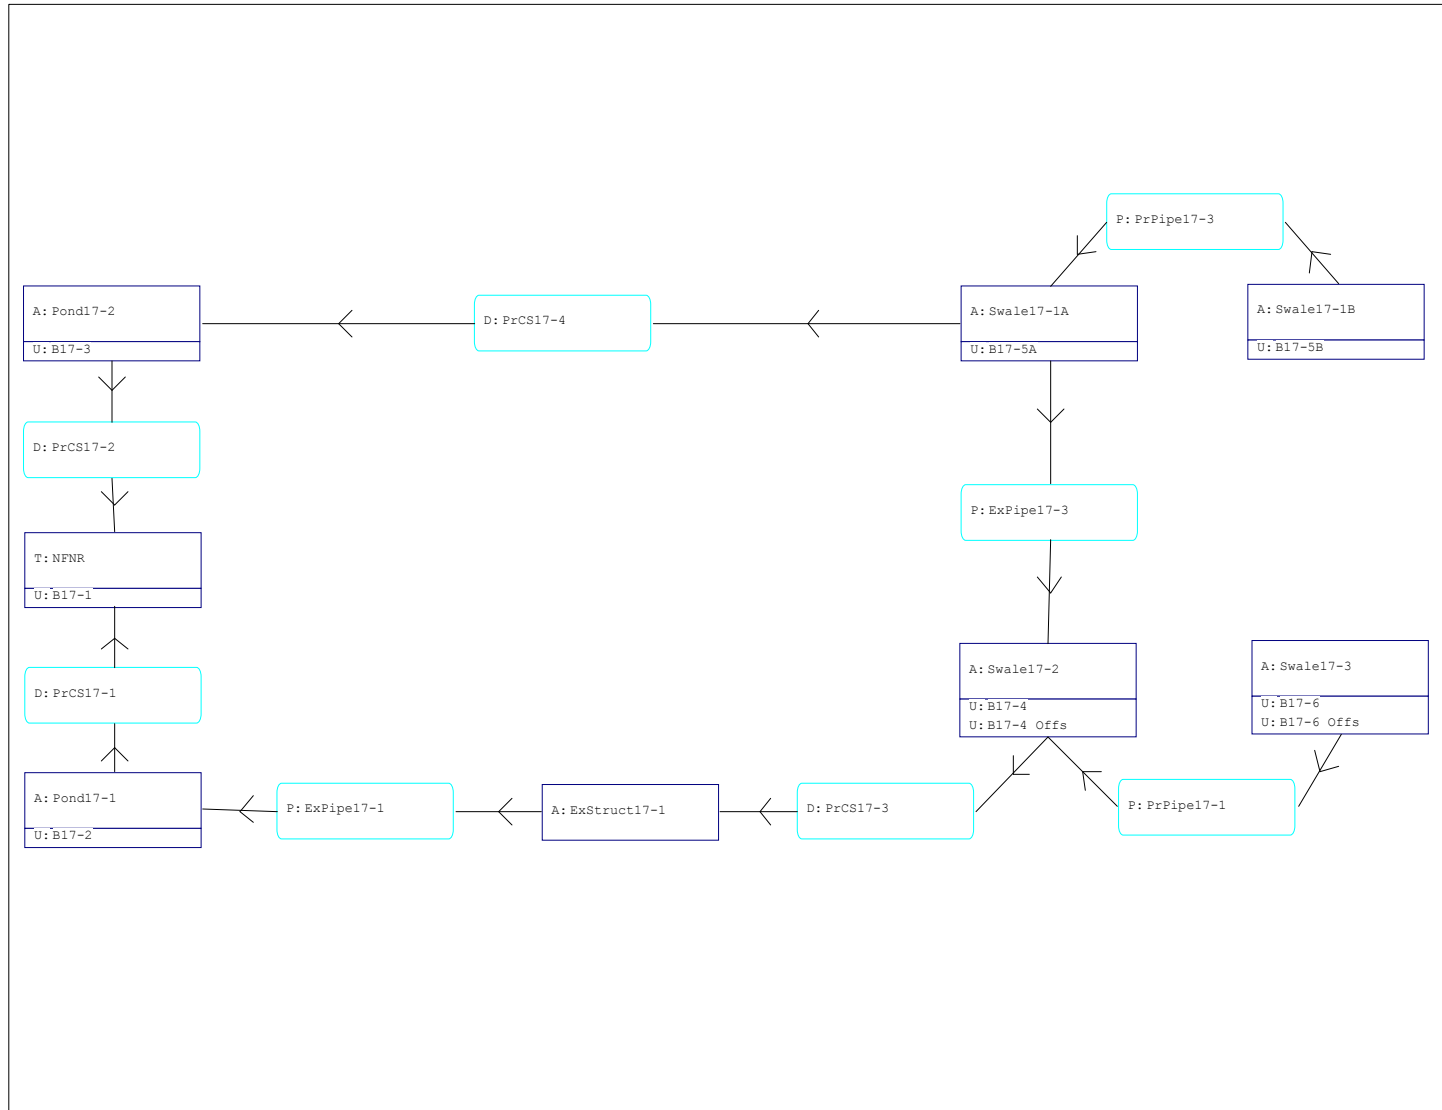 P: PrPipe17-3
A: Pond17-2
U: B17-3
D: PrCS17-4
A: Swale17-1A
U: B17-5A
A: Swale17-1B
U: B17-5B
D: PrCS17-2
P: ExPipe17-3
T: NFNR
U: B17-1
D: PrCS17-1
A: Swale17-2
U: B17-4
U: B17-4 Offs
A: Swale17-3
U: B17-6
U: B17-6 Offs
A: Pond17-1
U: B17-2
P: ExPipe17-1
A: ExStruct17-1
D: PrCS17-3
P: PrPipe17-1